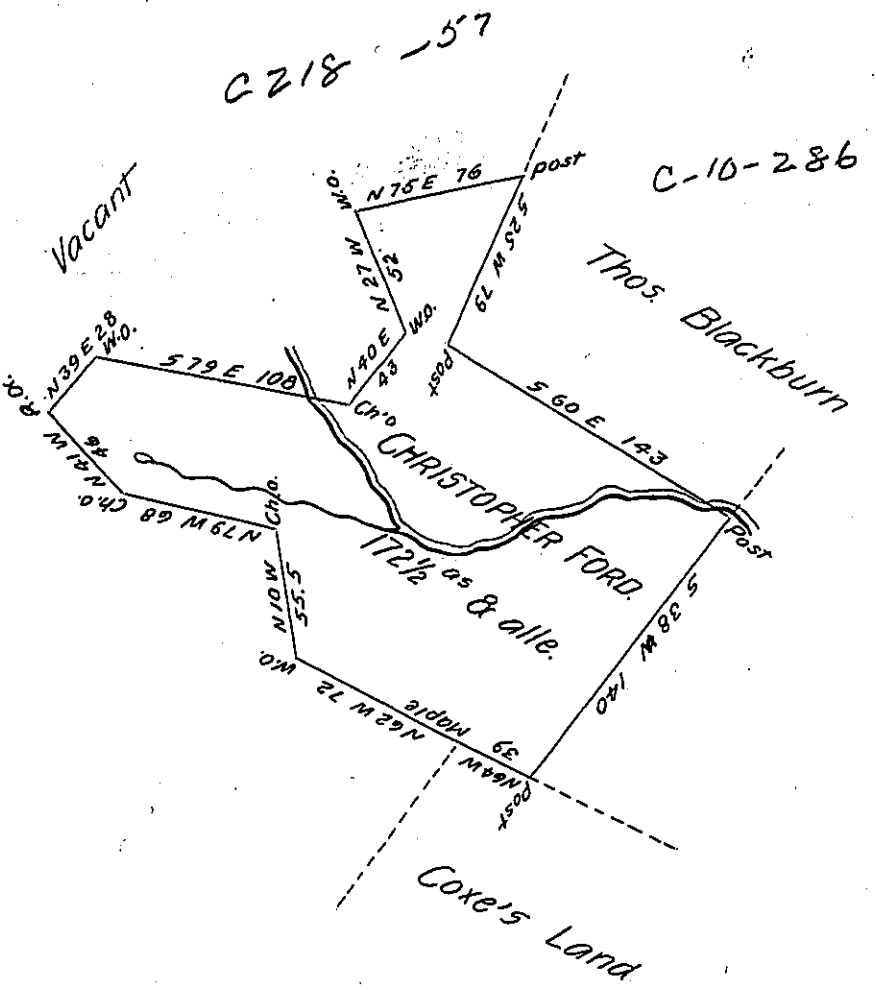 C 218 - 57
C-10-286
Vacant
W.O.
N 75 E 76
post
S 25 W 79
Thos. Blackburn
N 27 W
52.
W.O.
N 40 E
43
Post
N 39 E 28
W.O.
S 79 E 108
Ch.O
S 60 E 143
R.O.
N 41 W
46
Ch.O.
N 79 W 68
Ch.O.
CHRISTOPHER FORD.
172½ as & alle.
Post
N 10 W
55.5
S 38 W 140
W.O.
N 62 W 72
Maple
N 64 W 39
post
Coxe's Land